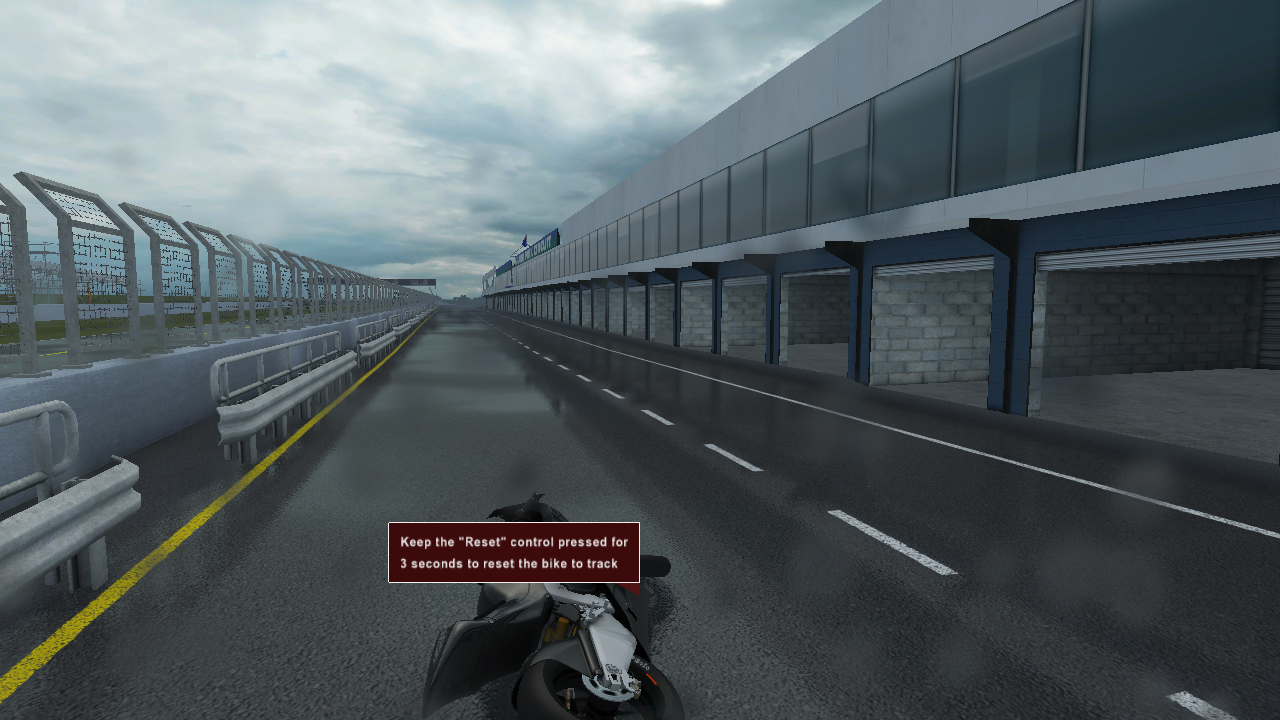 Keep the "Reset" control pressed for
3 seconds to reset the bike to track